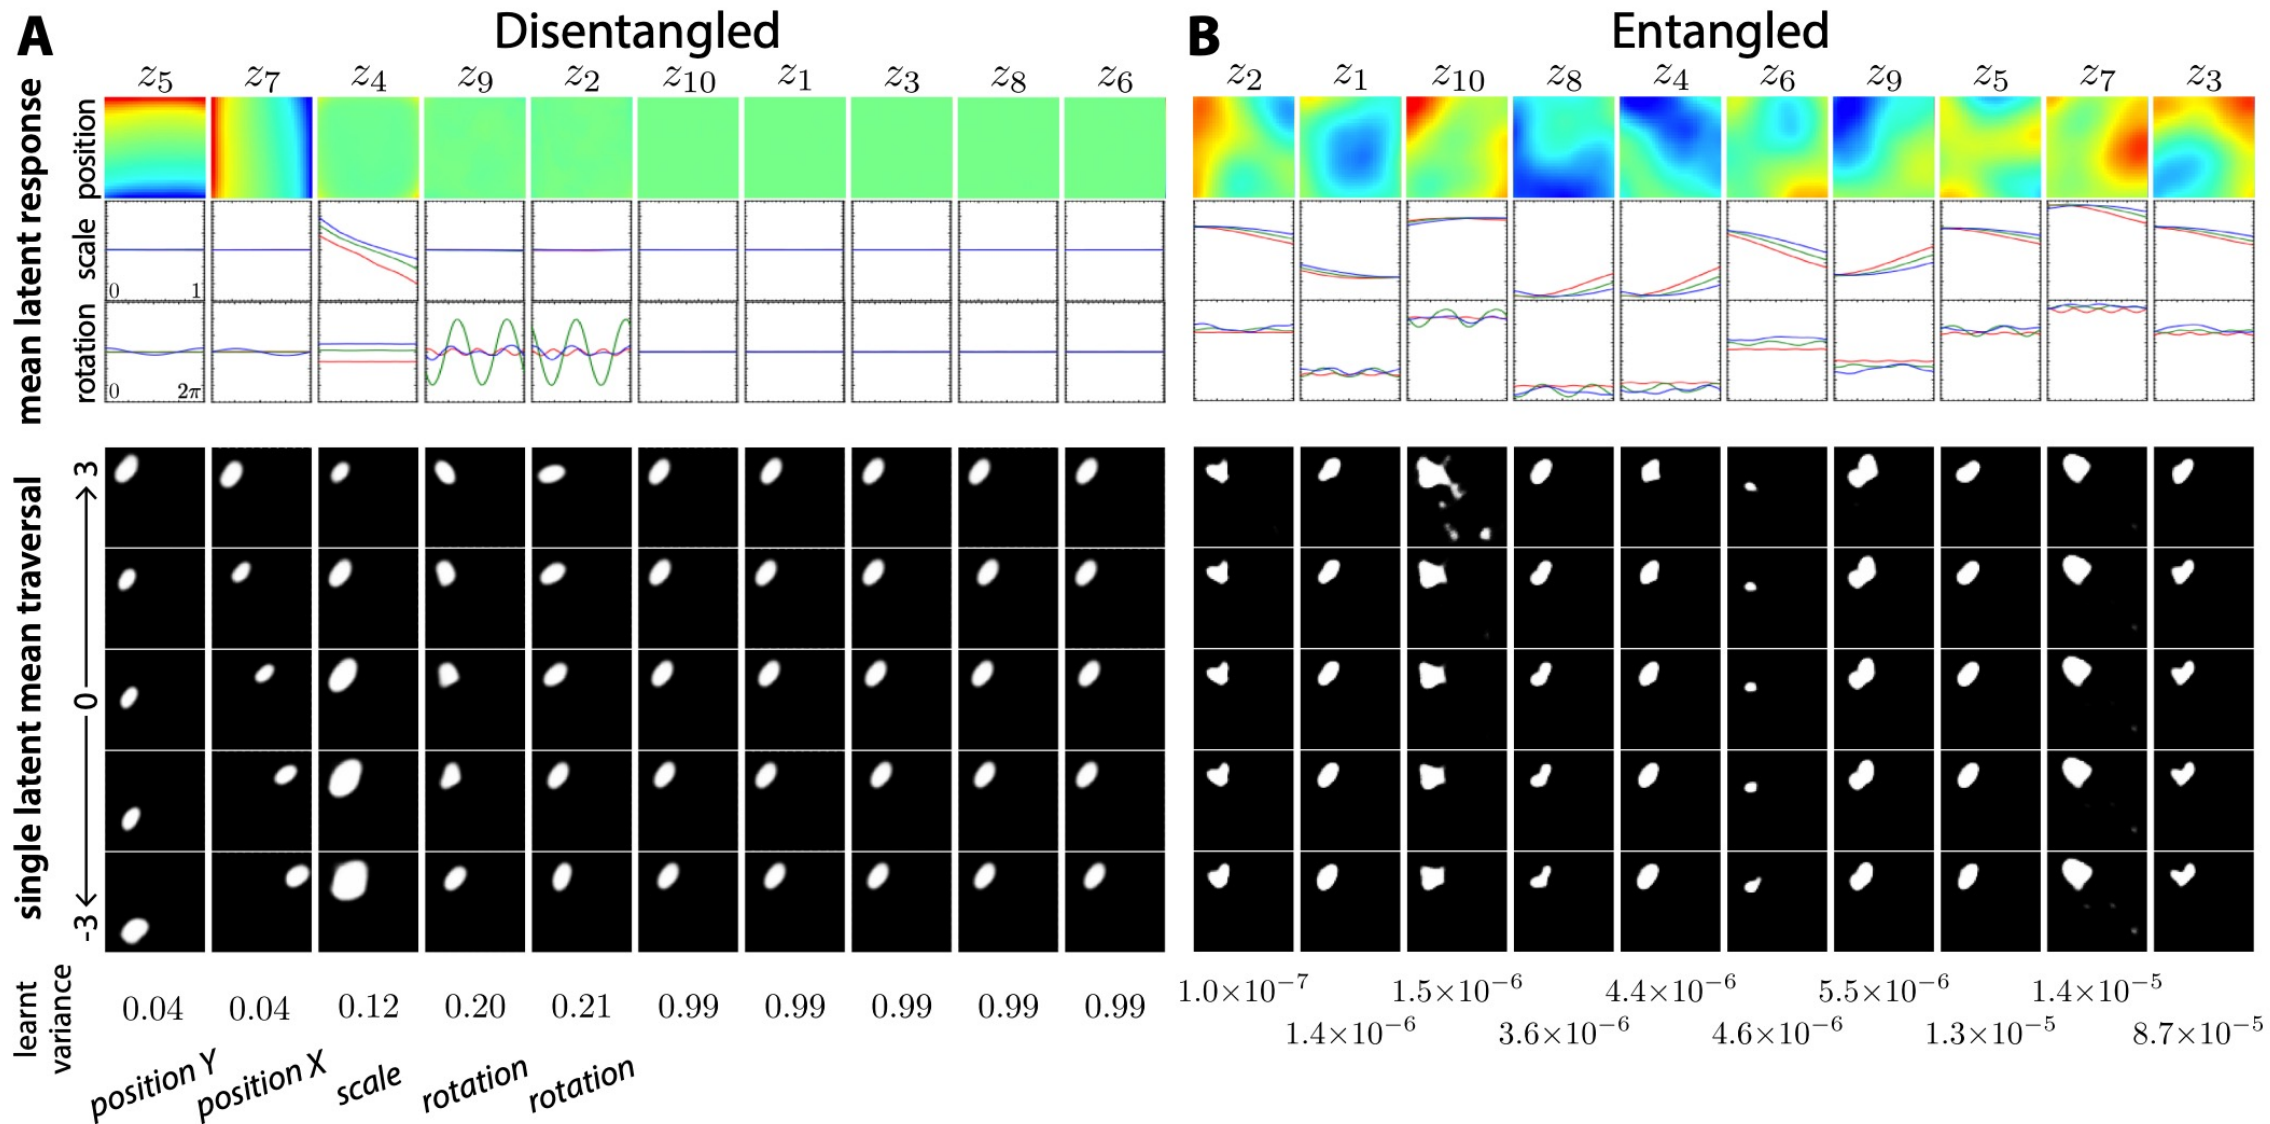 A Disentangled
B Entangled
z5 z7 z4 z9 z2 z10 z1 z3 z8 z6
z2 z1 z10 z8 z4 z6 z9 z5 z7 z3
mean latent response
position
scale
0 1
rotation
0 2π
single latent mean traversal
-3 0 3
learnt
variance
0.04 0.04 0.12 0.20 0.21 0.99 0.99 0.99 0.99 0.99
position Y position X scale rotation rotation
1.0×10⁻⁷ 1.5×10⁻⁶ 4.4×10⁻⁶ 5.5×10⁻⁶ 1.4×10⁻⁵
1.4×10⁻⁶ 3.6×10⁻⁶ 4.6×10⁻⁶ 1.3×10⁻⁵ 8.7×10⁻⁵